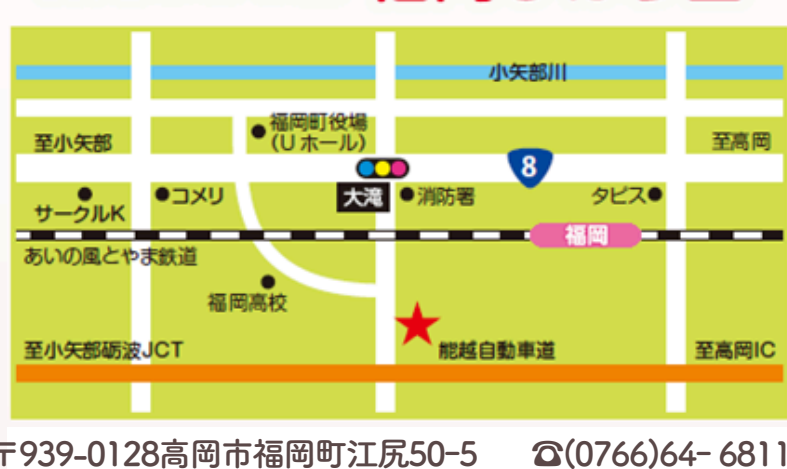 小矢部川
福岡町役場
(Uホール)
至小矢部
至高岡
8
サークルK
コメリ
大滝
消防署
タピス
福岡
あいの風とやま鉄道
福岡高校
至小矢部砺波JCT
能越自動車道
至高岡IC
〒939-0128高岡市福岡町江尻50-5 ☎(0766)64-6811